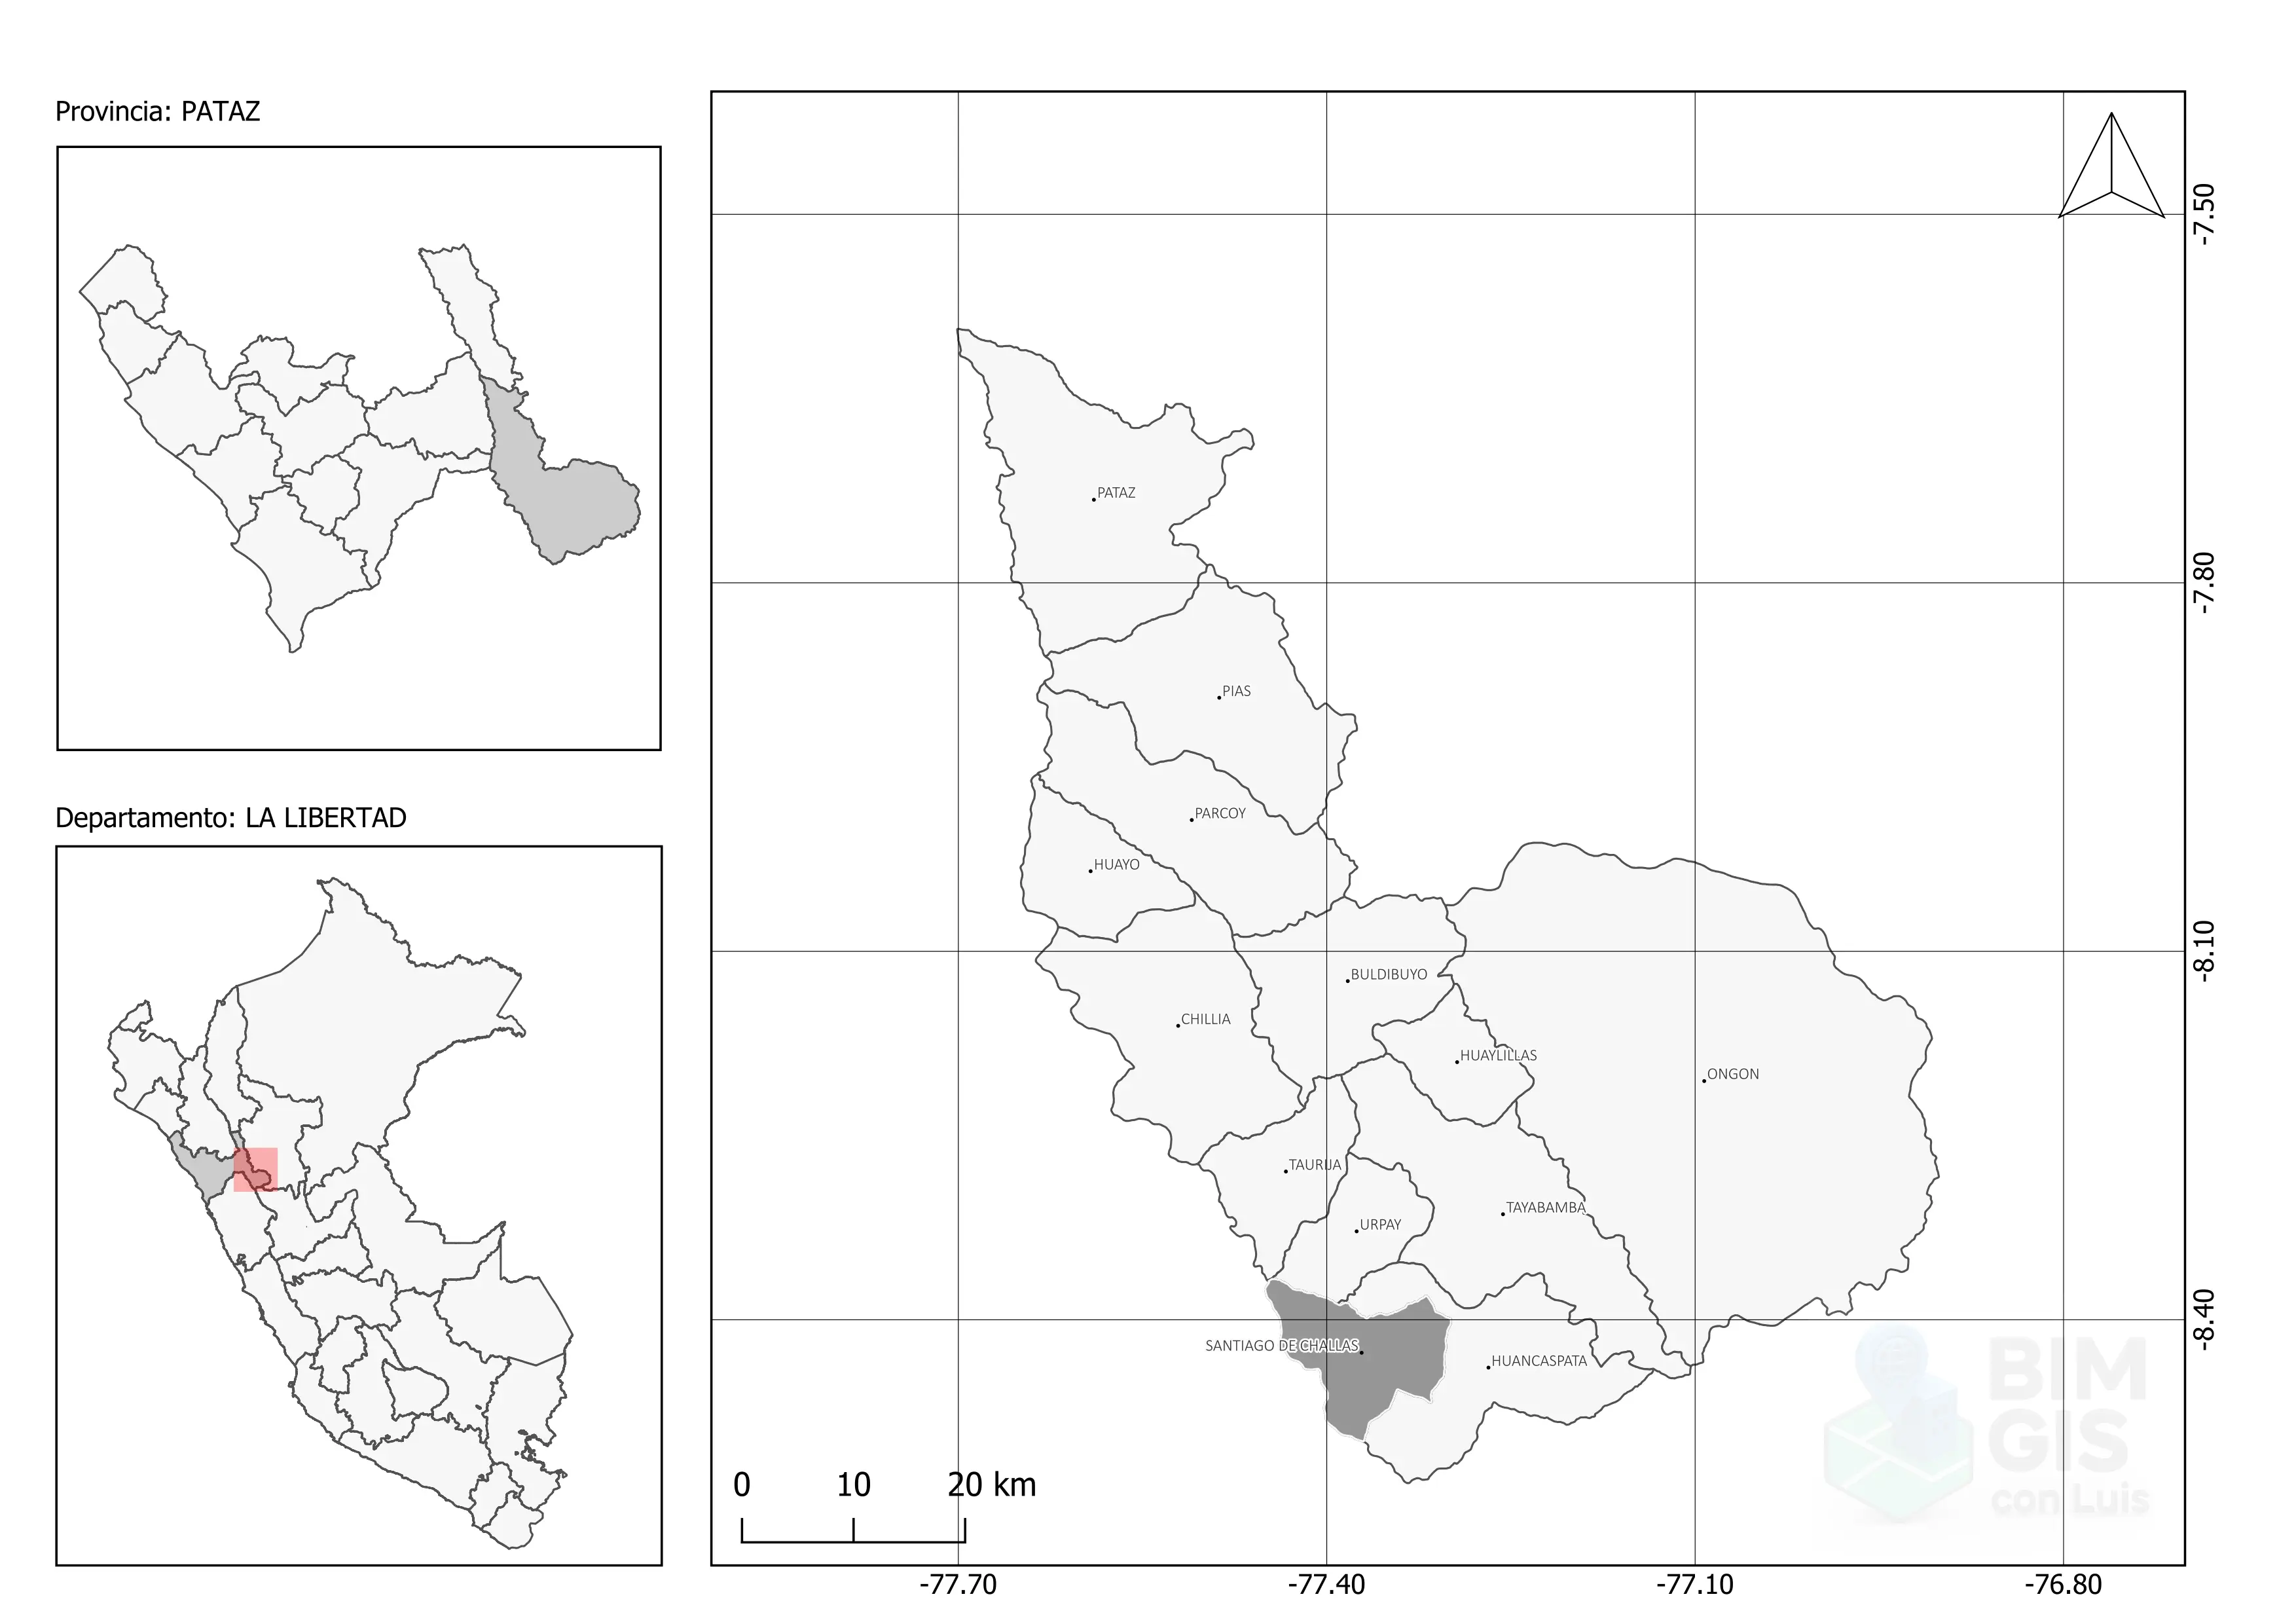 Provincia: PATAZ
Departamento: LA LIBERTAD
-7.50
-7.80
-8.10
-8.40
PATAZ
PIAS
PARCOY
HUAYO
BULDIBUYO
CHILLIA
HUAYLILLAS
ONGON
TAURIJA
TAYABAMBA
URPAY
SANTIAGO DE CHALLAS
HUANCASPATA
BIM
GIS
con Luis
0 10 20 km
-77.70 -77.40 -77.10 -76.80